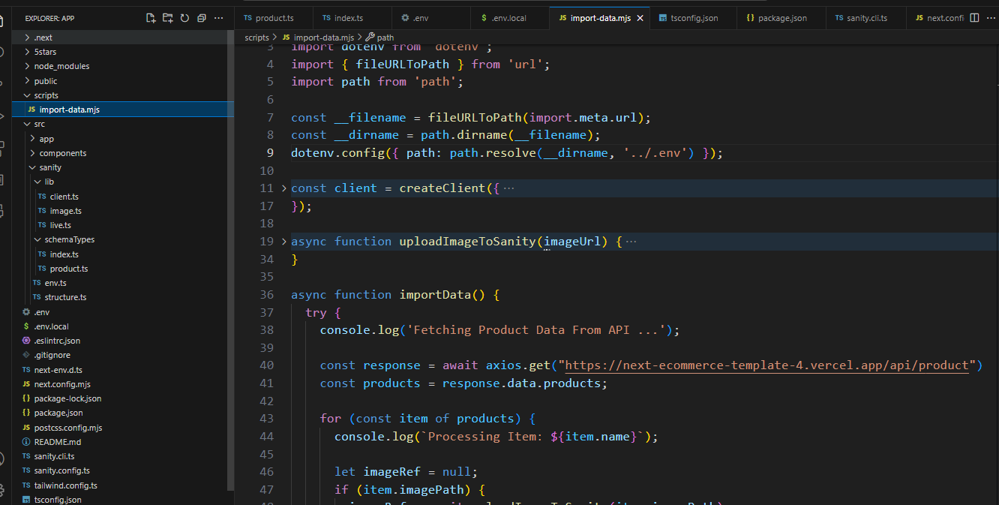 EXPLORER: APP
.next
5stars
node_modules
public
scripts
JS import-data.mjs
src
app
components
sanity
lib
TS client.ts
TS image.ts
TS live.ts
schemaTypes
TS index.ts
TS product.ts
TS env.ts
TS structure.ts
.env
$ .env.local
.eslintrc.json
.gitignore
TS next-env.d.ts
JS next.config.mjs
{} package-lock.json
{} package.json
JS postcss.config.mjs
README.md
TS sanity.cli.ts
TS sanity.config.ts
TS tailwind.config.ts
tsconfig.json
TS product.ts
TS index.ts
.env
$ .env.local
JS import-data.mjs
TS tsconfig.json
{} package.json
TS sanity.cli.ts
JS next.confi
scripts > JS import-data.mjs > path
3 import dotenv from 'dotenv';
4 import { fileURLToPath } from 'url';
5 import path from 'path';
6
7 const __filename = fileURLToPath(import.meta.url);
8 const __dirname = path.dirname(__filename);
9 dotenv.config({ path: path.resolve(__dirname, '../.env') });
10
11 const client = createClient({ ···
17 });
18
19 async function uploadImageToSanity(imageUrl) { ···
34 }
35
36 async function importData() {
37 try {
38 console.log('Fetching Product Data From API ...');
39
40 const response = await axios.get("https://next-ecommerce-template-4.vercel.app/api/product")
41 const products = response.data.products;
42
43 for (const item of products) {
44 console.log(`Processing Item: ${item.name}`);
45
46 let imageRef = null;
47 if (item.imagePath) {